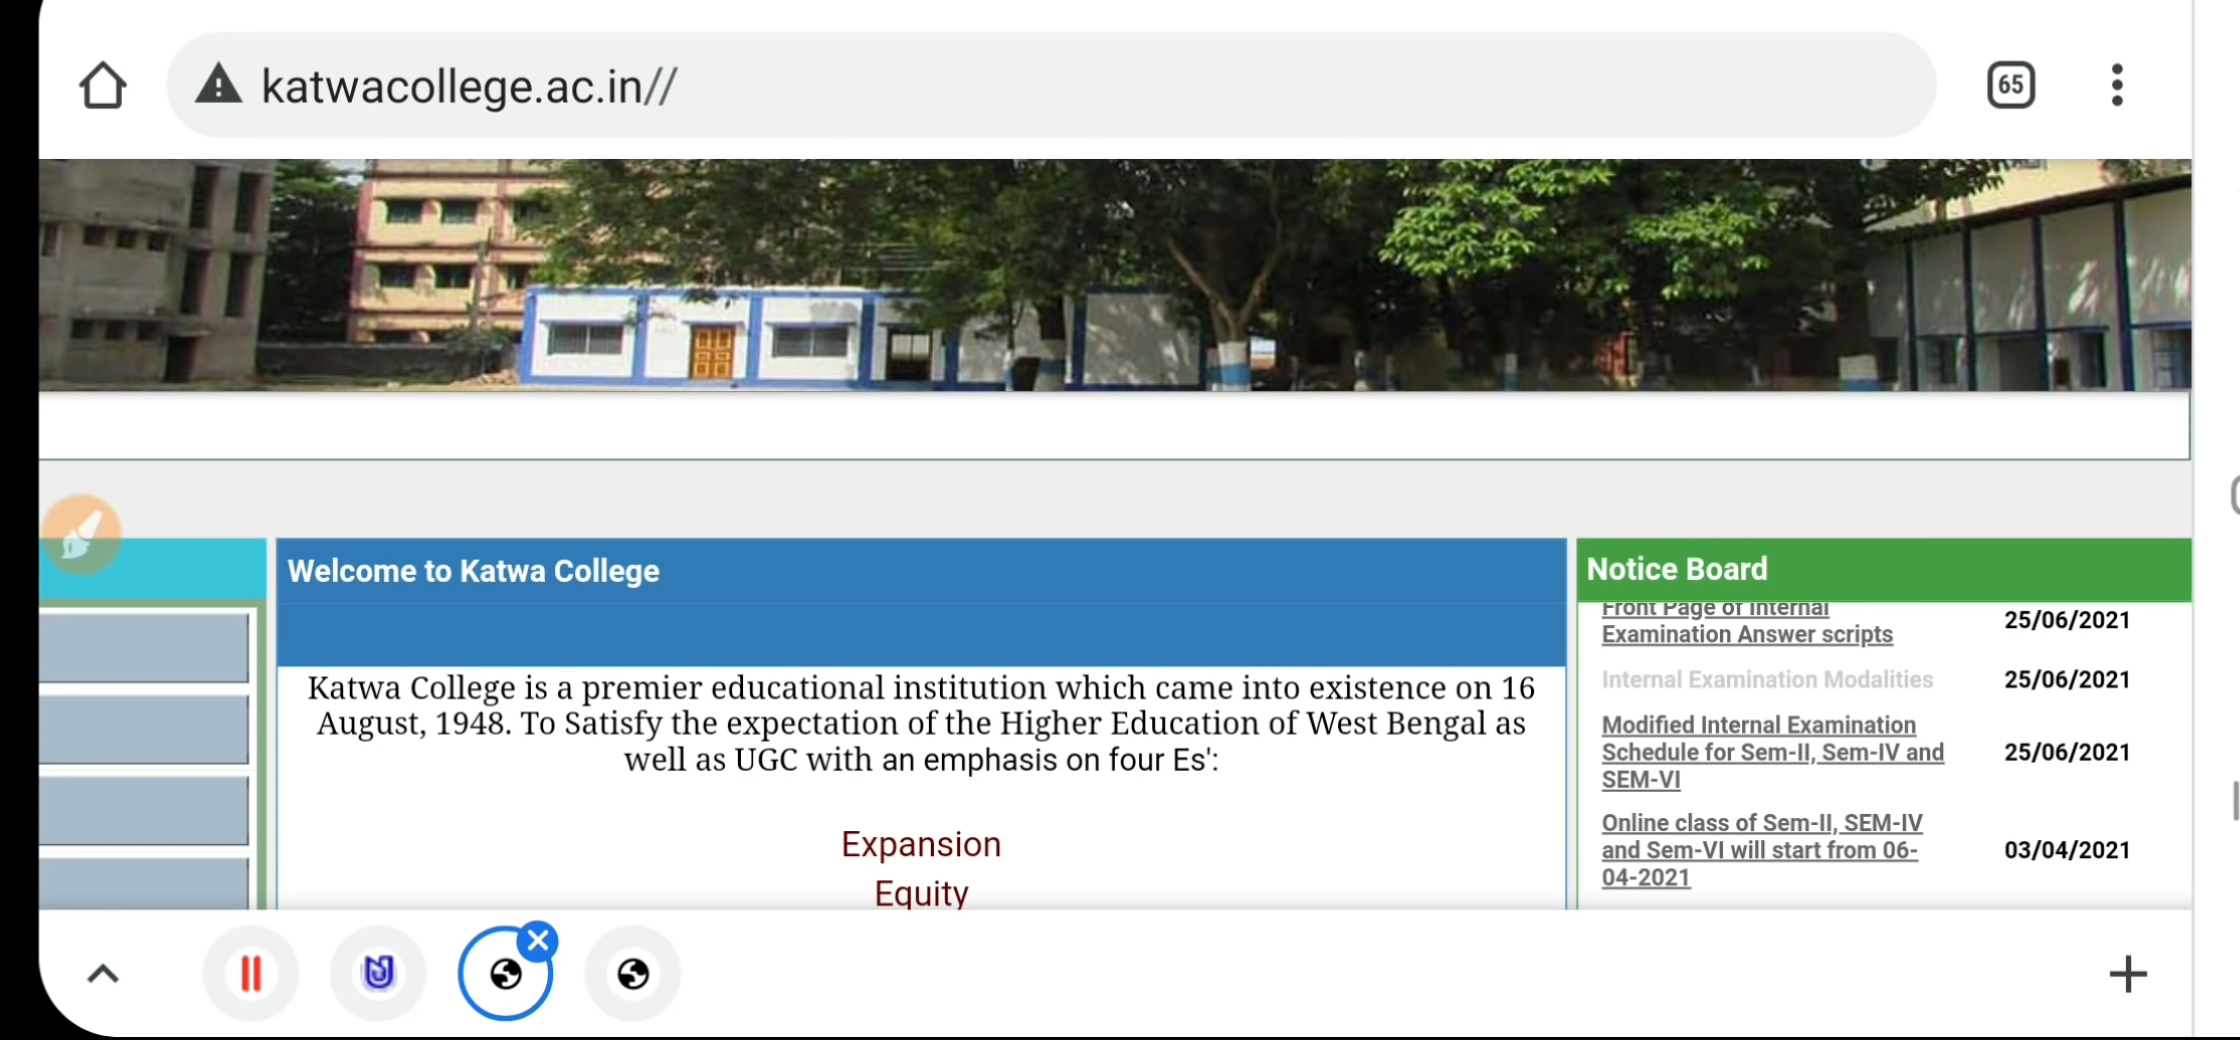 katwacollege.ac.in//
65
Welcome to Katwa College
Katwa College is a premier educational institution which came into existence on 16
August, 1948. To Satisfy the expectation of the Higher Education of West Bengal as
well as UGC with an emphasis on four Es':
Expansion
Equity
Notice Board
Front Page of Internal
Examination Answer scripts
25/06/2021
Internal Examination Modalities
25/06/2021
Modified Internal Examination
Schedule for Sem-II, Sem-IV and
SEM-VI
25/06/2021
Online class of Sem-II, SEM-IV
and Sem-VI will start from 06-
04-2021
03/04/2021